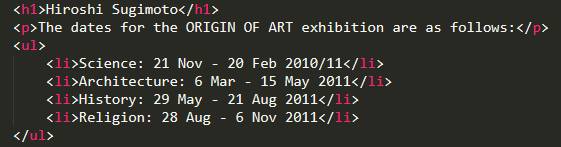 <h1>Hiroshi Sugimoto</h1>
<p>The dates for the ORIGIN OF ART exhibition are as follows:</p>
<ul>
    <li>Science: 21 Nov - 20 Feb 2010/11</li>
    <li>Architecture: 6 Mar - 15 May 2011</li>
    <li>History: 29 May - 21 Aug 2011</li>
    <li>Religion: 28 Aug - 6 Nov 2011</li>
</ul>